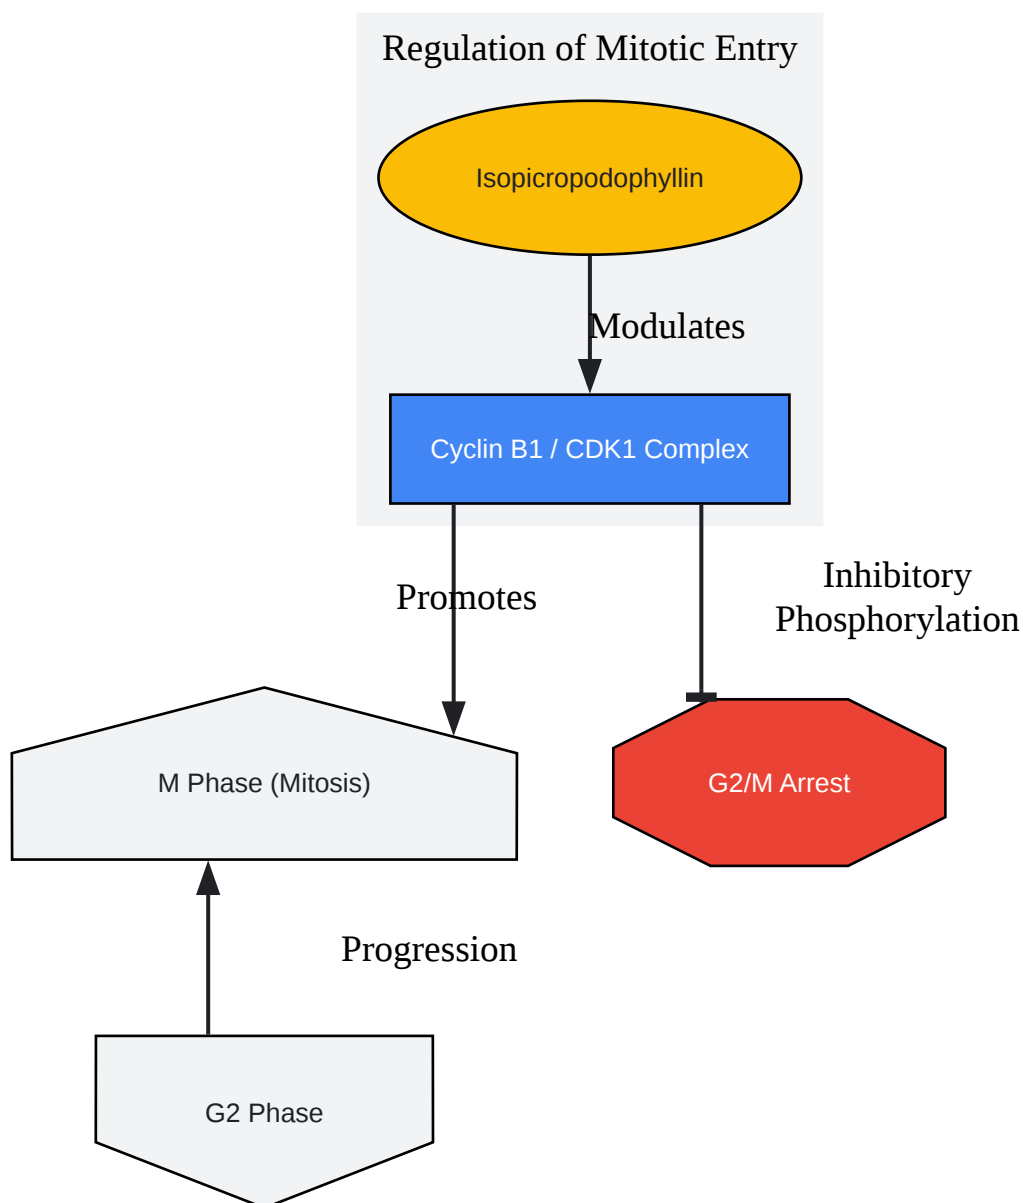 Regulation of Mitotic Entry
Isopicropodophyllin
Modulates
Cyclin B1 / CDK1 Complex
Inhibitory
Phosphorylation
Promotes
M Phase (Mitosis)
G2/M Arrest
Progression
G2 Phase